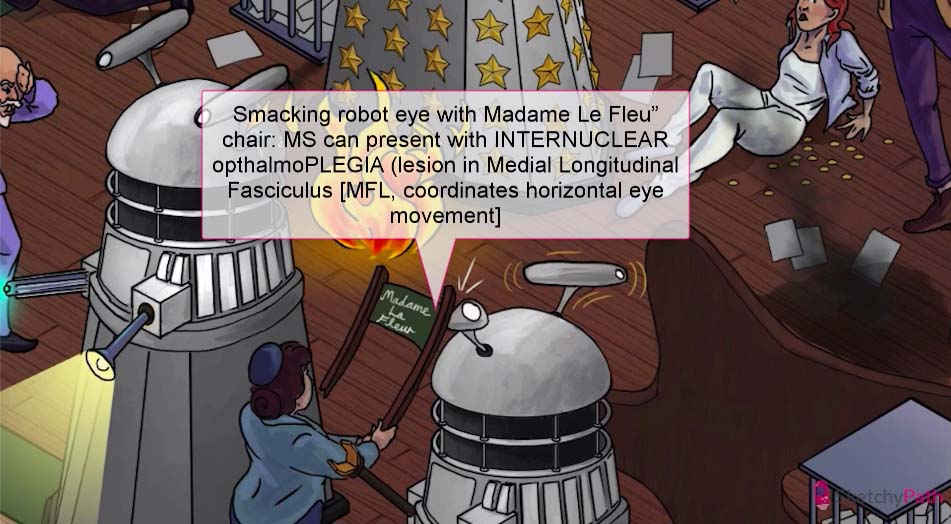 Smacking robot eye with Madame Le Fleu”
chair: MS can present with INTERNUCLEAR
opthalmoPLEGIA (lesion in Medial Longitudinal
Fasciculus [MFL, coordinates horizontal eye
movement]
Madame
La
Fleur
SketchyPath